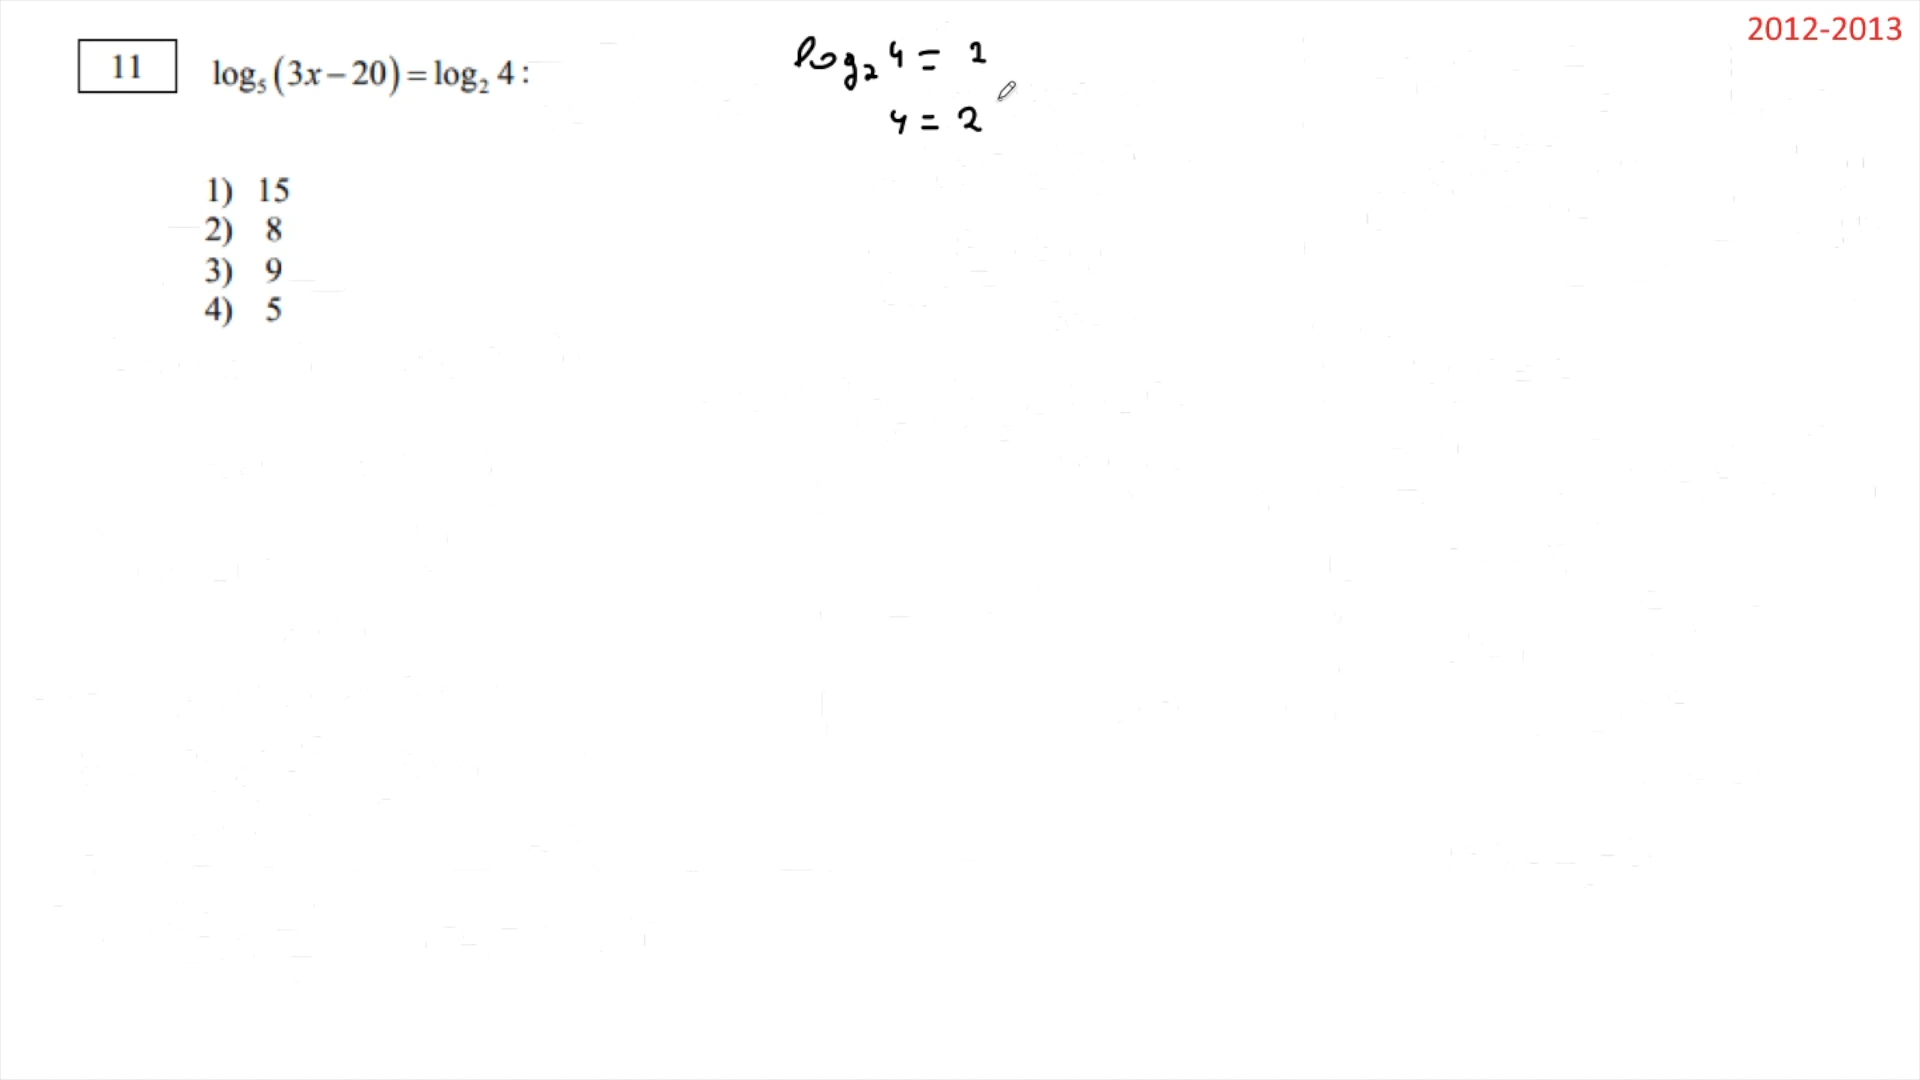 2012-2013
11 log₅(3x−20)=log₂ 4:
log₂ 4 = 2
4 = 2
1) 15
2) 8
3) 9
4) 5